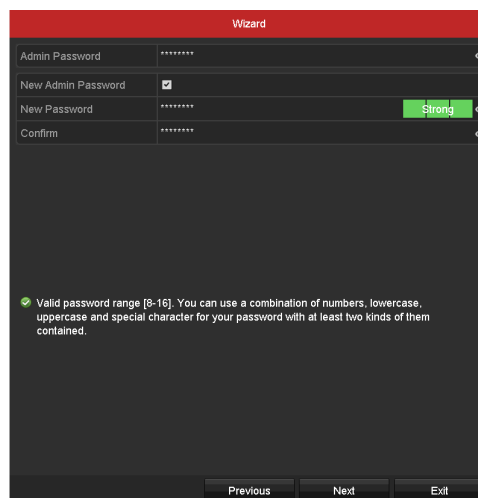 Wizard
Admin Password ********
New Admin Password
New Password ******** Strong
Confirm ********
Valid password range [8-16]. You can use a combination of numbers, lowercase,
uppercase and special character for your password with at least two kinds of them
contained.
Previous Next Exit